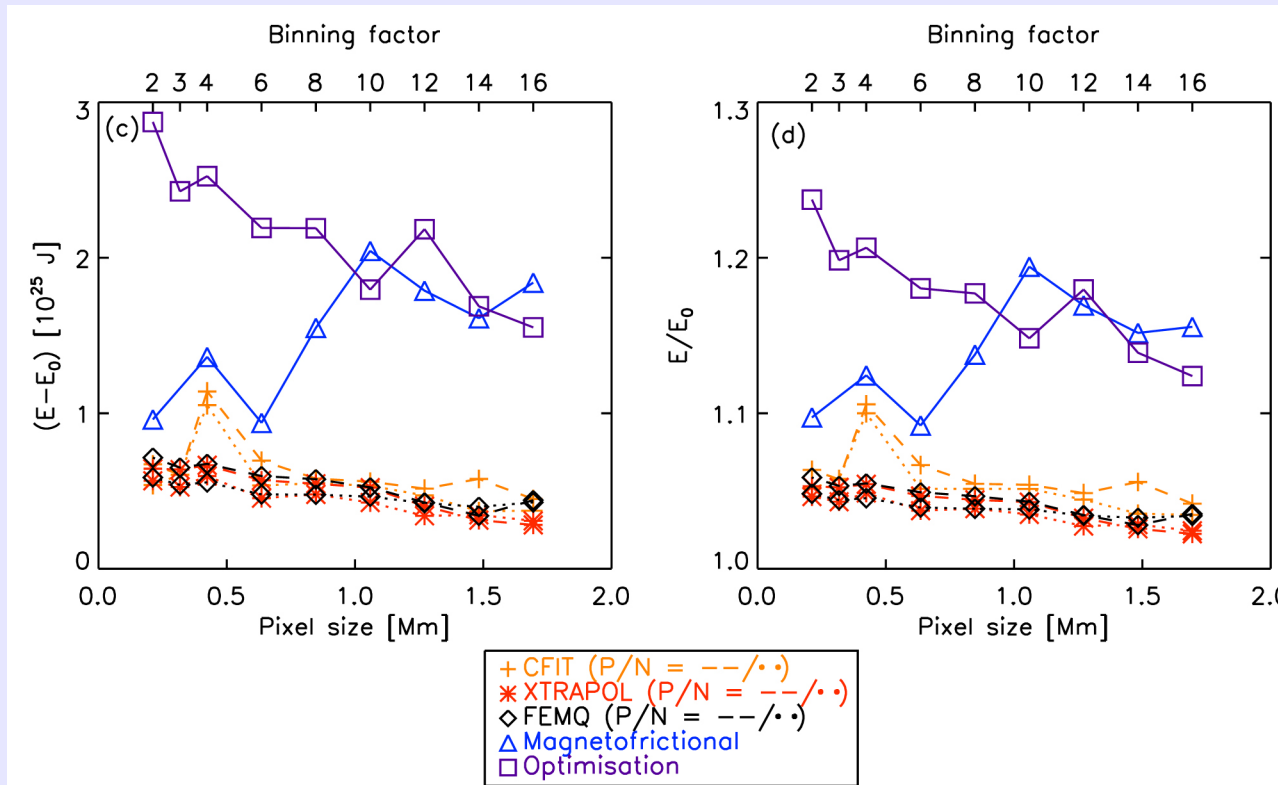 Binning factor
2 3 4 6 8 10 12 14 16
(c)
3
2
1
0
(E−E₀) [10²⁵ J]
0.0 0.5 1.0 1.5 2.0
Pixel size [Mm]
Binning factor
2 3 4 6 8 10 12 14 16
(d)
1.3
1.2
1.1​0
1.0
E/E₀
0.0 0.5 1.0 1.5 2.0
Pixel size [Mm]
CFIT (P/N = −−/••)
XTRAPOL (P/N = −−/••)
FEMQ (P/N = −−/••)
Magnetofrictional
Optimisation